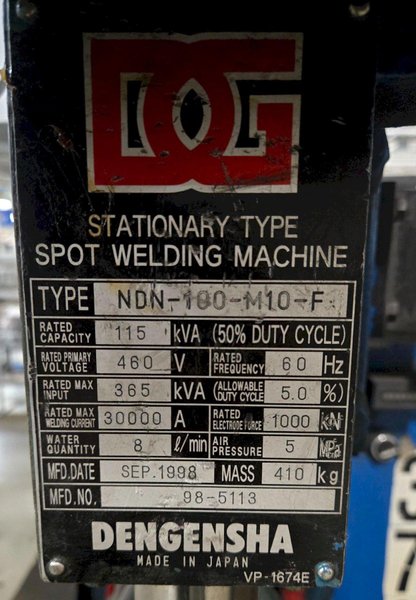 DG
STATIONARY TYPE
SPOT WELDING MACHINE
TYPE NDN-100-M10-F
RATED CAPACITY 115 kVA (50% DUTY CYCLE)
RATED PRIMARY VOLTAGE 460 V RATED FREQUENCY 60 Hz
RATED MAX INPUT 365 kVA (ALLOWABLE DUTY CYCLE 5.0 %)
RATED MAX WELDING CURRENT 30000 A RATED ELECTRODE FORCE 1000 kN
WATER QUANTITY 8 ℓ/min AIR PRESSURE 5
MFD.DATE SEP.1998 MASS 410 kg
MFD.NO. 98-5113
DENGENSHA
MADE IN JAPAN
VP-1674E